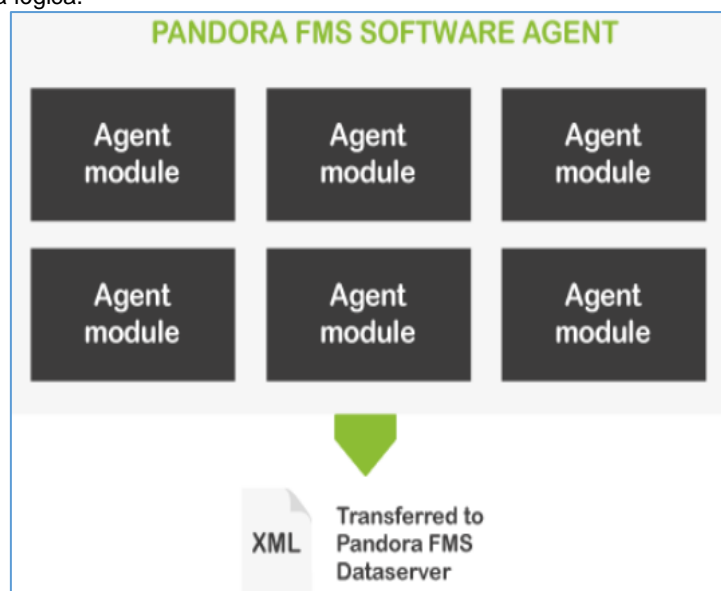 a lógica.
PANDORA FMS SOFTWARE AGENT
Agent
module
Agent
module
Agent
module
Agent
module
Agent
module
Agent
module
XML
Transferred to
Pandora FMS
Dataserver